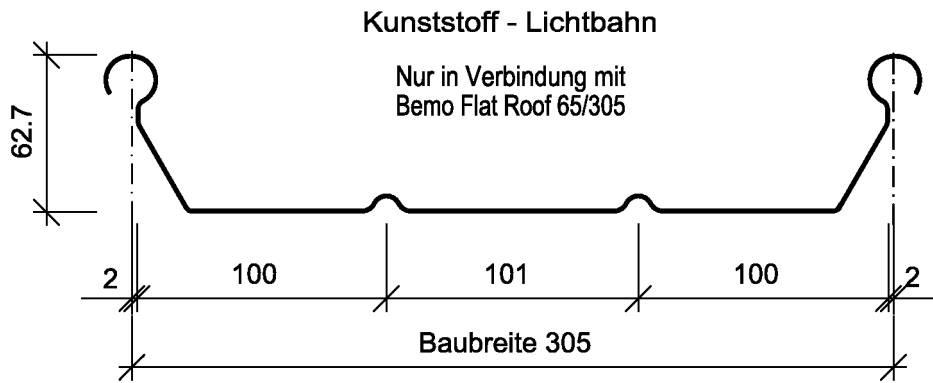 Kunststoff - Lichtbahn
Nur in Verbindung mit
Bemo Flat Roof 65/305
62.7
2 100 101 100 2
Baubreite 305